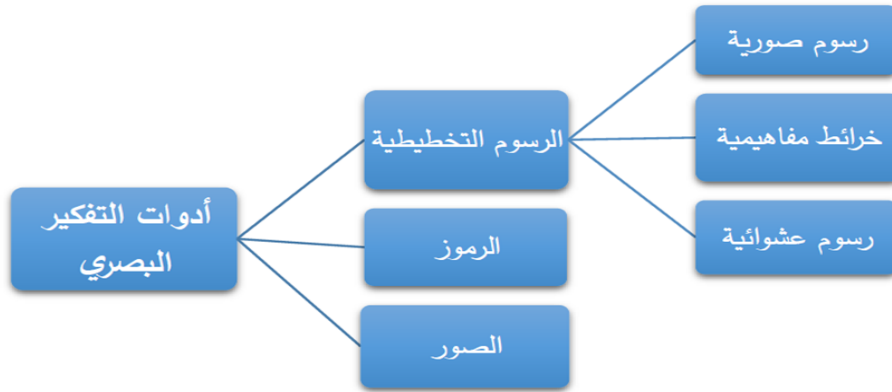 أدوات التفكير
البصري
الرسوم التخطيطية
الرموز
الصور
رسوم صورية
خرائط مفاهيمية
رسوم عشوائية